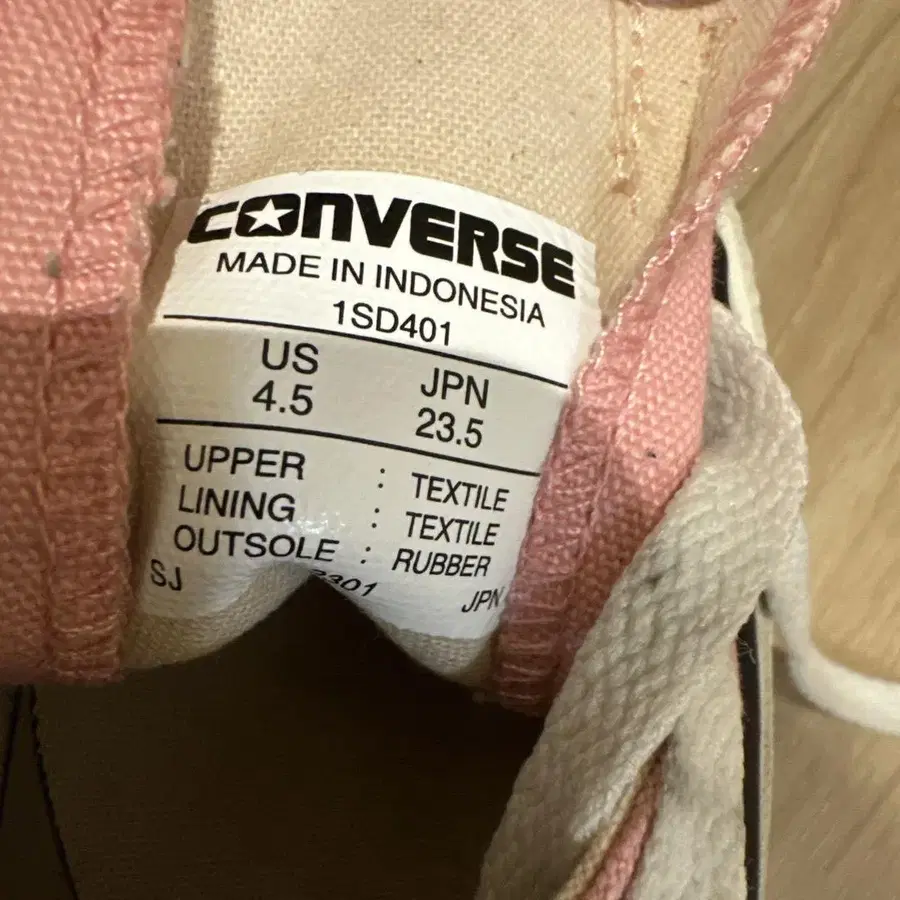 CONVERSE
MADE IN INDONESIA
1SD401
US JPN
4.5 23.5
UPPER : TEXTILE
LINING : TEXTILE
OUTSOLE : RUBBER
SJ JPN